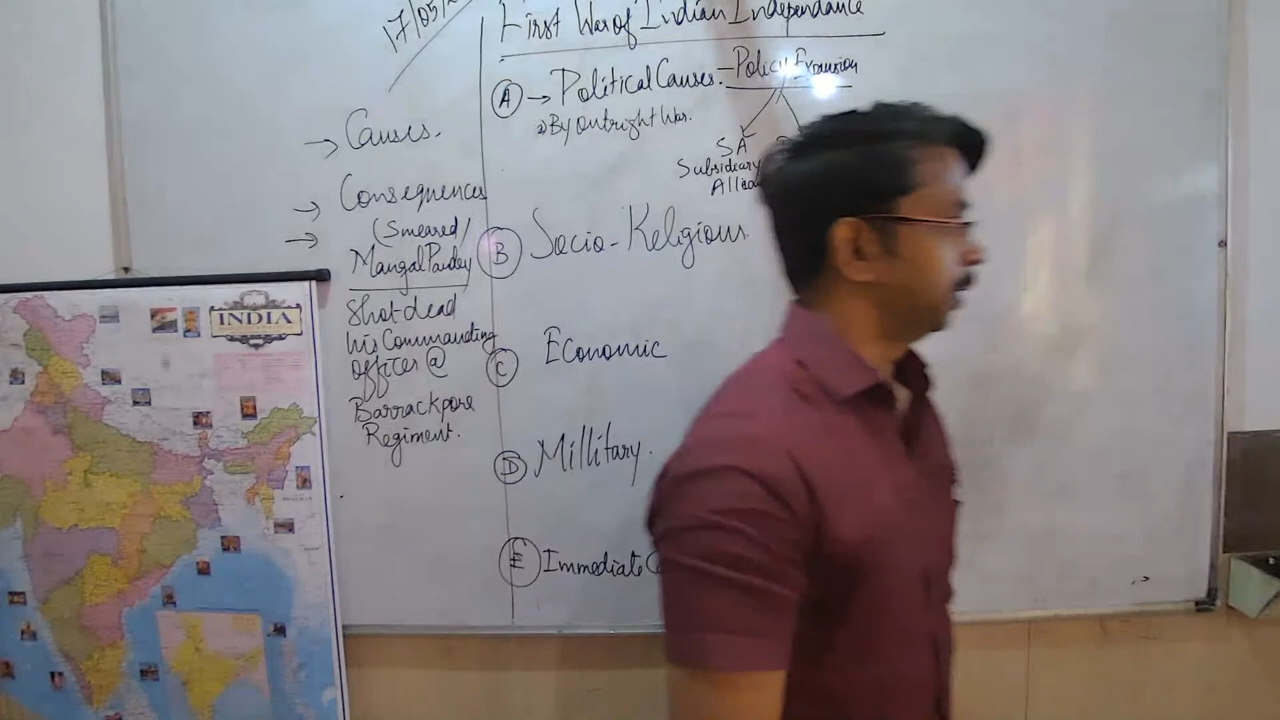 17/05/2
First War of Indian Independance
→ Causes.
→ Consequences
→ (Smeared/
Mangal Pandey
Shot dead
his Commanding
officer @
Barrackpore
Regiment.
A → Political Causes:- Policy Expansion
a) By Outright War.
SA
Subsidiary
B Socio-Religious
C Economic
D Millitary.
E Immediate
INDIA